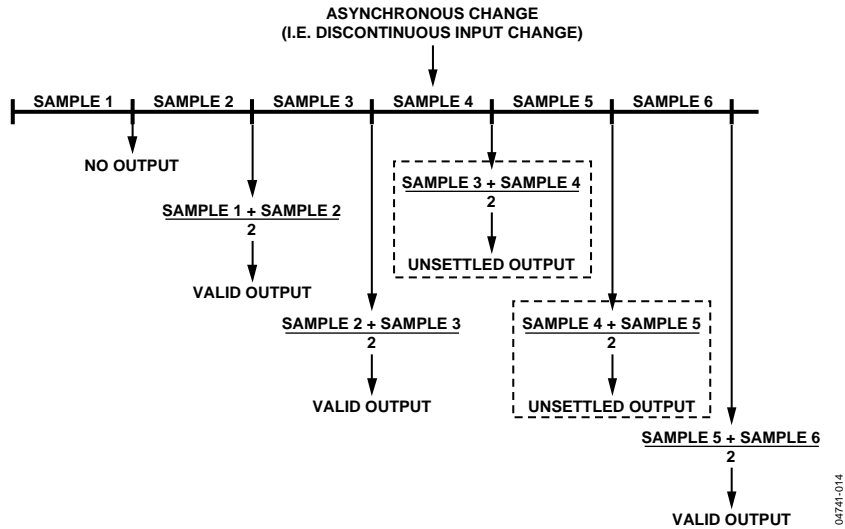 ASYNCHRONOUS CHANGE
(I.E. DISCONTINUOUS INPUT CHANGE)
SAMPLE 1
SAMPLE 2
SAMPLE 3
SAMPLE 4
SAMPLE 5
SAMPLE 6
NO OUTPUT
SAMPLE 1 + SAMPLE 2
2
VALID OUTPUT
SAMPLE 3 + SAMPLE 4
2
UNSETTLED OUTPUT
SAMPLE 2 + SAMPLE 3
2
VALID OUTPUT
SAMPLE 4 + SAMPLE 5
2
UNSETTLED OUTPUT
SAMPLE 5 + SAMPLE 6
2
VALID OUTPUT
04741-014